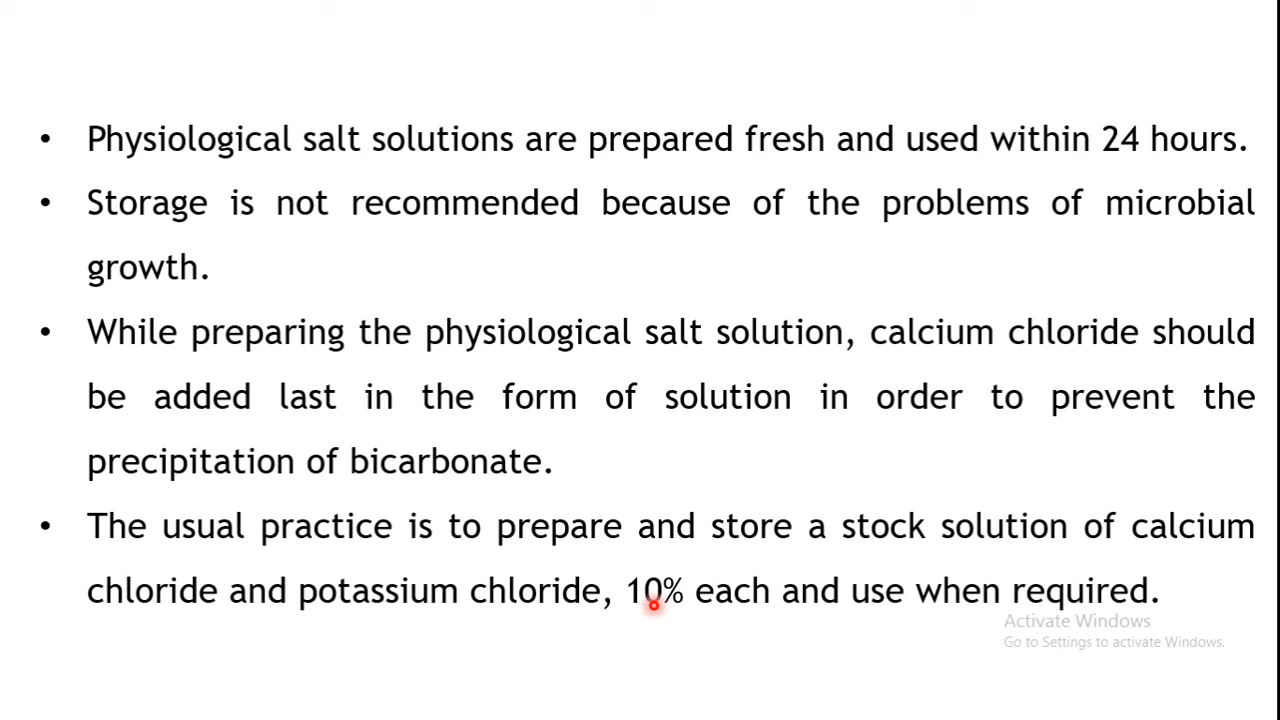 • Physiological salt solutions are prepared fresh and used within 24 hours.
• Storage is not recommended because of the problems of microbial
growth.
• While preparing the physiological salt solution, calcium chloride should
be added last in the form of solution in order to prevent the
precipitation of bicarbonate.
• The usual practice is to prepare and store a stock solution of calcium
chloride and potassium chloride, 10% each and use when required.
Activate Windows
Go to Settings to activate Windows.